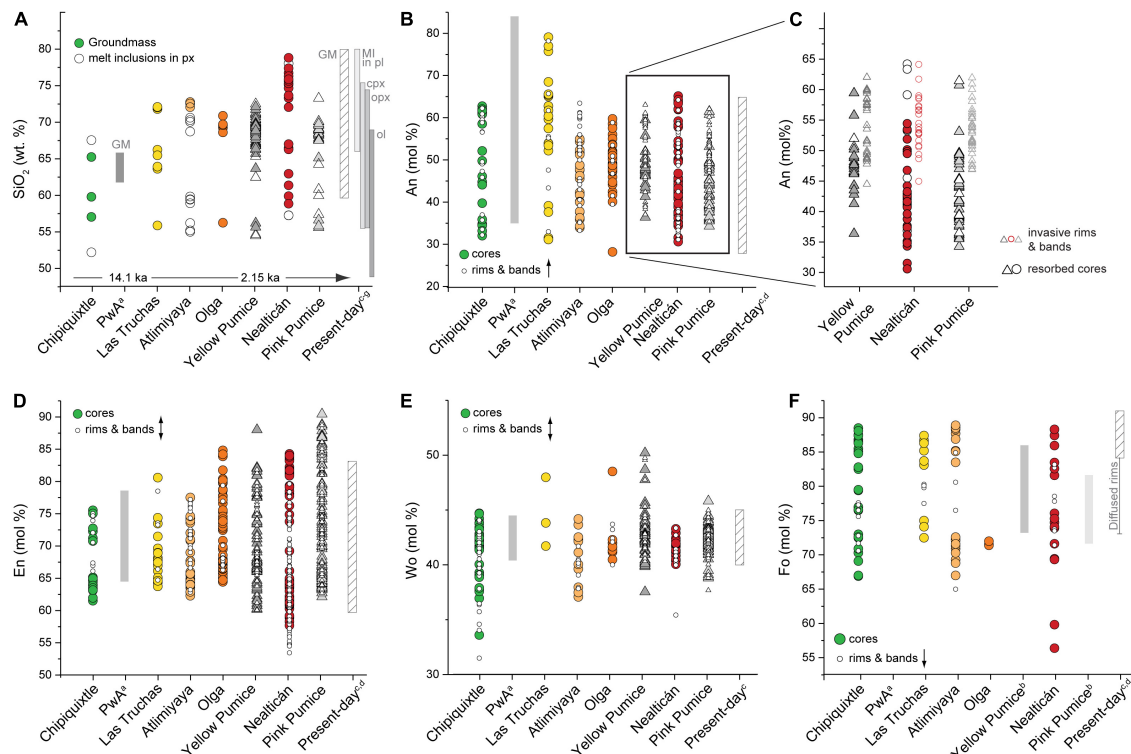 A
SiO₂ (wt. %)
80
75
70
65
60
55
50
Groundmass
melt inclusions in px
GM
GM
MI
in pl
cpx
opx
ol
14.1 ka
2.15 ka
Chipiquixtle
PwAᵃ
Las Truchas
Atlimiyaya
Olga
Yellow Pumice
Nealticán
Pink Pumice
Present-dayᶜ⁻ᵍ
B
An (mol %)
80
70
60
50
40
30
20
cores
rims & bands
Chipiquixtle
PwAᵃ
Las Truchas
Atlimiyaya
Olga
Yellow Pumice
Nealticán
Pink Pumice
Present-dayᶜ,ᵈ
C
An (mol%)
70
65
60
55
50
45
40
35
30
invasive rims
& bands
resorbed cores
Yellow
Pumice
Nealticán
Pink Pumice
D
En (mol %)
90
85
80
75
70
65
60
55
50
cores
rims & bands
Chipiquixtle
PwAᵃ
Las Truchas
Atlimiyaya
Olga
Yellow Pumice
Nealticán
Pink Pumice
Present-dayᶜ,ᵈ
E
Wo (mol %)
50
40
30
cores
rims & bands
Chipiquixtle
PwAᵃ
Las Truchas
Atlimiyaya
Olga
Yellow Pumice
Nealticán
Pink Pumice
Present-dayᶜ
F
Fo (mol %)
90
85
80
75
70
65
60
55
cores
rims & bands
Diffused rims
Chipiquixtle
PwAᵃ
Las Truchas
Atlimiyaya
Olga
Yellow Pumiceᵇ
Nealticán
Pink Pumiceᵇ
Present-dayᶜ,ᵈ